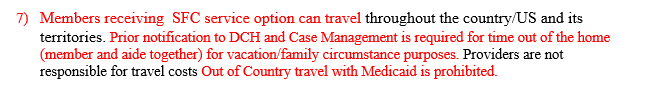 7) Members receiving  SFC service option can travel throughout the country/US and its
territories. Prior notification to DCH and Case Management is required for time out of the home
(member and aide together) for vacation/family circumstance purposes. Providers are not
responsible for travel costs Out of Country travel with Medicaid is prohibited.